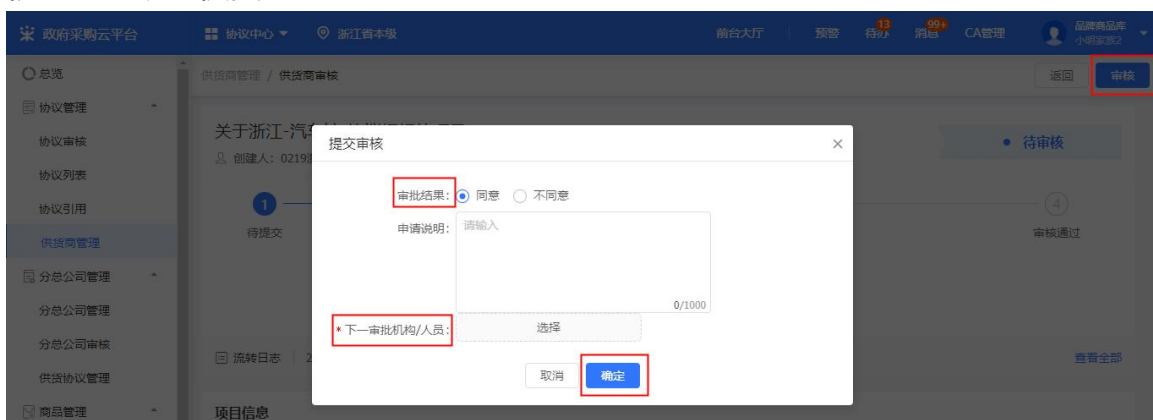 政府采购云平台 协议中心 浙江省本级 前台大厅 预警 待办 13 消息 99+ CA管理 品牌商品库
小明家族2
总览 供货商管理 / 供货商审核 返回 审核
协议管理
关于浙江-汽
提交审核
待审核
协议审核
创建人: 0219
协议列表
审批结果: 同意 不同意
协议引用
1
4
申请说明: 请输入
待提交
审核通过
供货商管理
分总公司管理
0/1000
分总公司管理
* 下一审批机构/人员: 选择
分总公司审核
流转日志 2
查看全部
供货协议管理
取消 确定
商品管理
项目信息